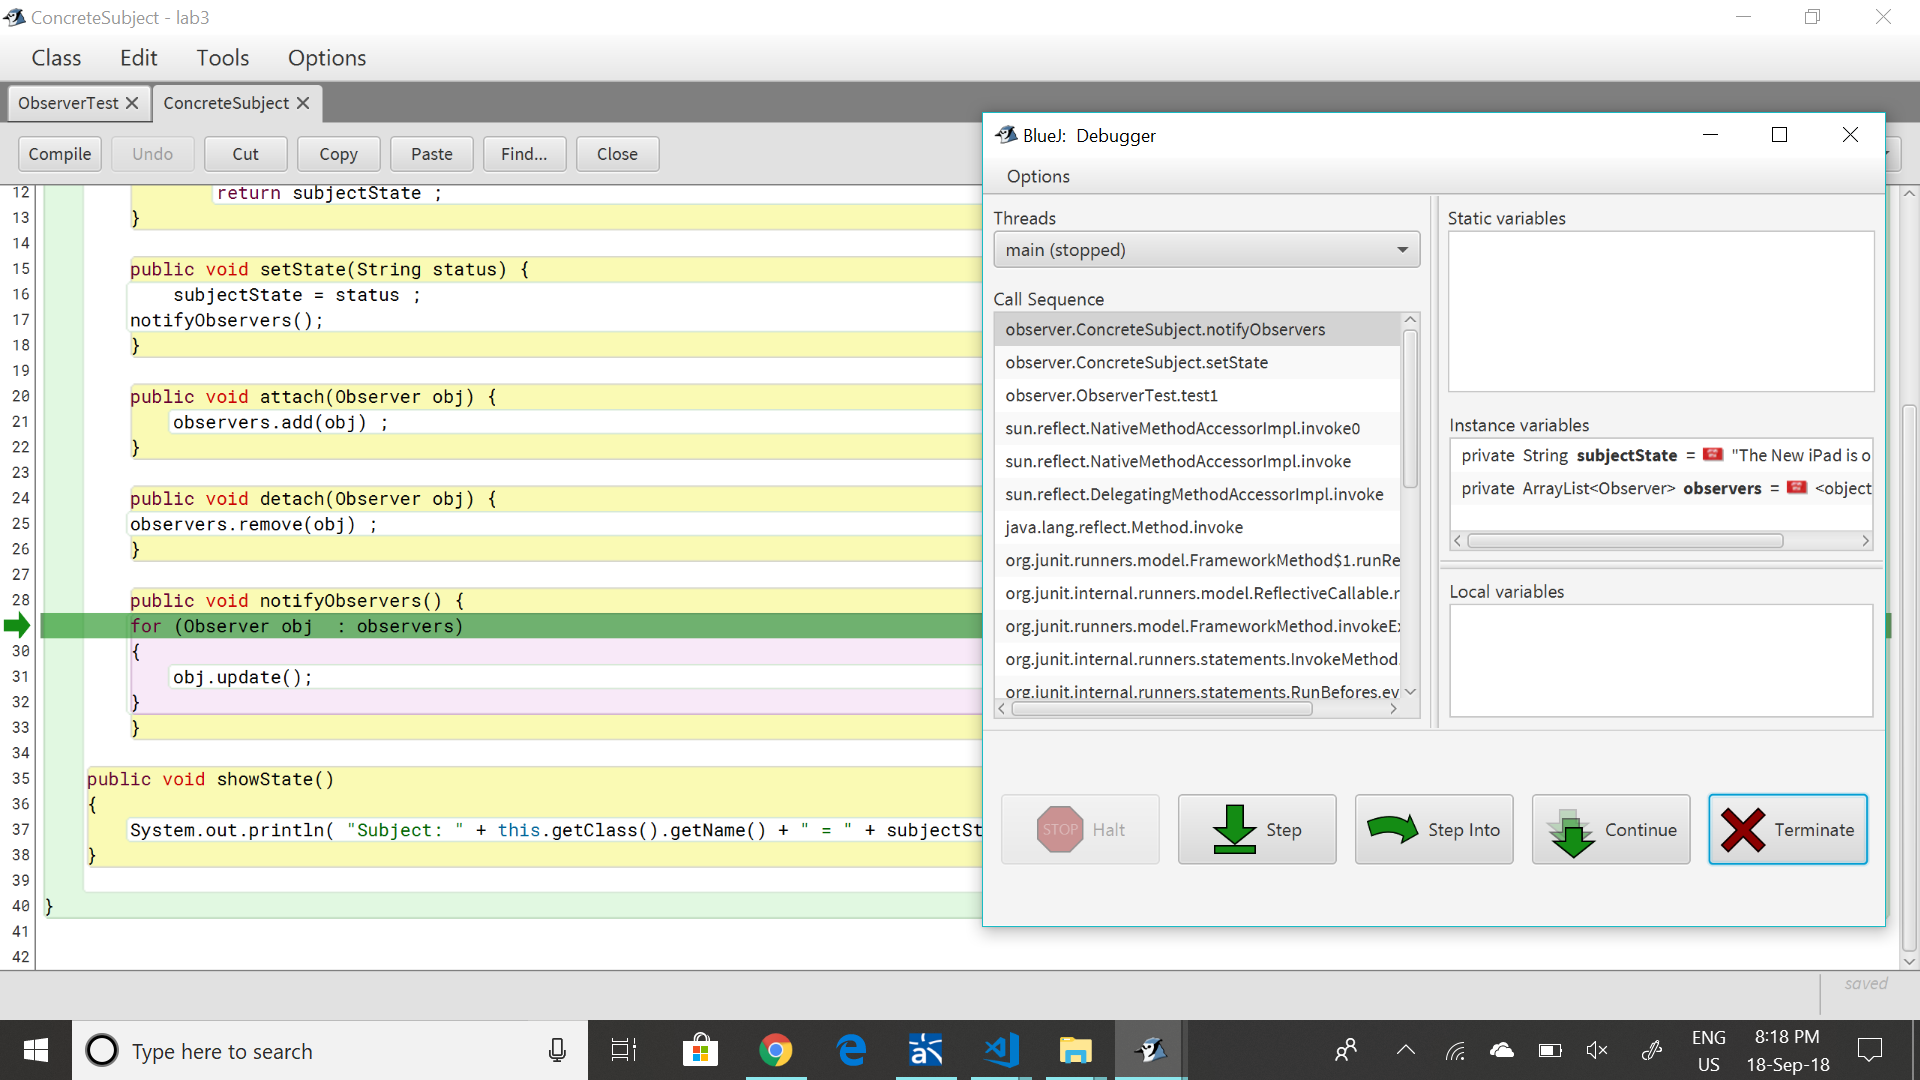 ConcreteSubject - lab3
Class Edit Tools Options
ObserverTest ConcreteSubject
Compile Undo Cut Copy Paste Find... Close
12 return subjectState ;
13 }
14
15 public void setState(String status) {
16 subjectState = status ;
17 notifyObservers();
18 }
19
20 public void attach(Observer obj) {
21 observers.add(obj) ;
22 }
23
24 public void detach(Observer obj) {
25 observers.remove(obj) ;
26 }
27
28 public void notifyObservers() {
for (Observer obj  : observers)
30 {
31 obj.update();
32 }
33 }
34
35 public void showState()
36 {
37 System.out.println( "Subject: " + this.getClass().getName() + " = " + subjectSt
38 }
39
40 }
41
42
saved
BlueJ: Debugger
Options
Threads
main (stopped)
Call Sequence
observer.ConcreteSubject.notifyObservers
observer.ConcreteSubject.setState
observer.ObserverTest.test1
sun.reflect.NativeMethodAccessorImpl.invoke0
sun.reflect.NativeMethodAccessorImpl.invoke
sun.reflect.DelegatingMethodAccessorImpl.invoke
java.lang.reflect.Method.invoke
org.junit.runners.model.FrameworkMethod$1.runRe
org.junit.internal.runners.model.ReflectiveCallable.r
org.junit.runners.model.FrameworkMethod.invokeEx
org.junit.internal.runners.statements.InvokeMethod.
org.junit.internal.runners.statements.RunBefores.ev
Static variables
Instance variables
private String subjectState = "The New iPad is o
private ArrayList<Observer> observers = <object
Local variables
STOP Halt Step Step Into Continue Terminate
Type here to search
ENG
US
8:18 PM
18-Sep-18